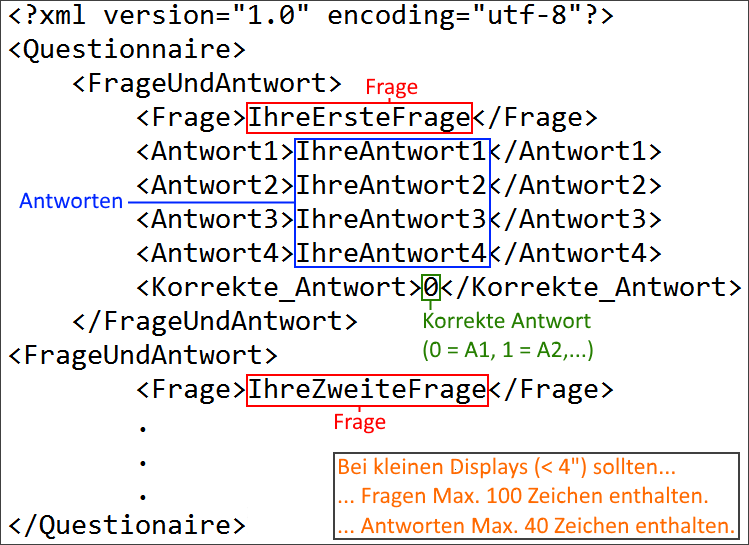 <?xml version="1.0" encoding="utf-8"?>
<Questionnaire>
<FrageUndAntwort>
Frage
<Frage>IhreErsteFrage</Frage>
<Antwort1>IhreAntwort1</Antwort1>
<Antwort2>IhreAntwort2</Antwort2>
Antworten
<Antwort3>IhreAntwort3</Antwort3>
<Antwort4>IhreAntwort4</Antwort4>
<Korrekte_Antwort>0</Korrekte_Antwort>
</FrageUndAntwort>
Korrekte Antwort
(0 = A1, 1 = A2,...)
<FrageUndAntwort>
<Frage>IhreZweiteFrage</Frage>
Frage
.
.
.
Bei kleinen Displays (< 4") sollten...
... Fragen Max. 100 Zeichen enthalten.
... Antworten Max. 40 Zeichen enthalten.
</Questionnaire>